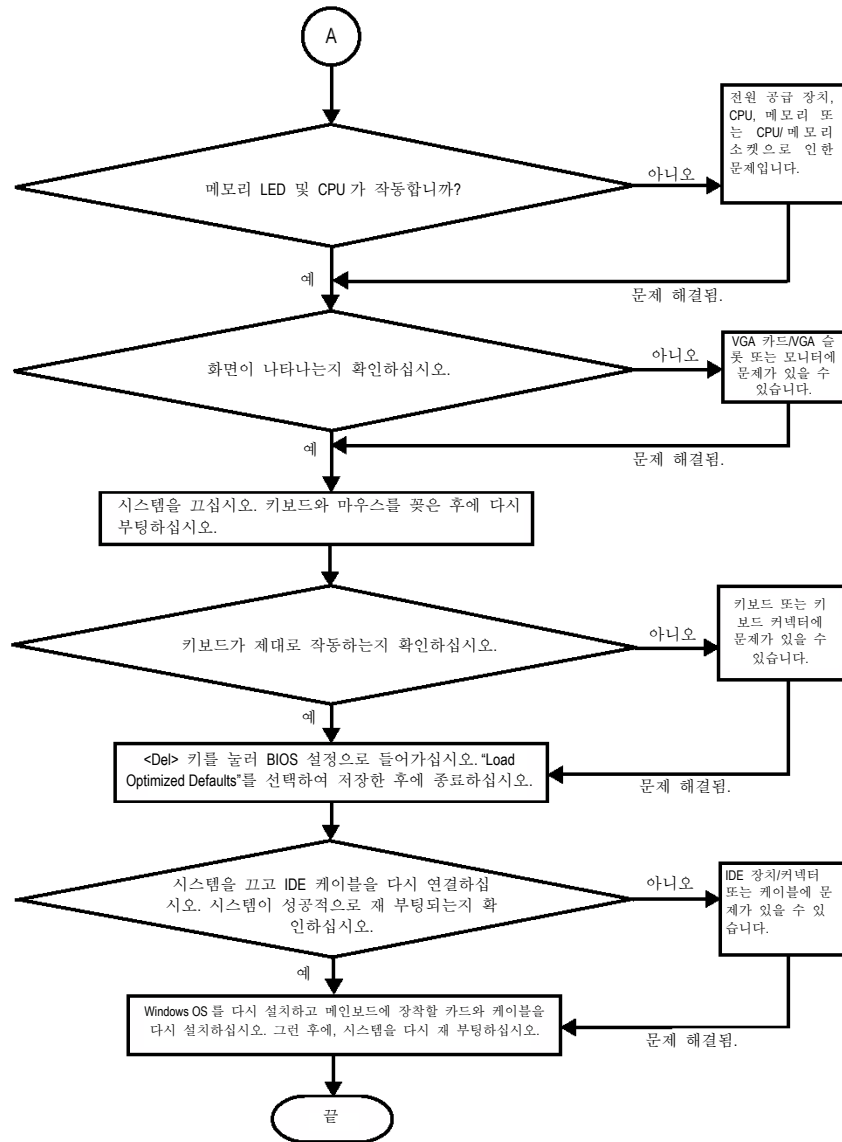 A
전원 공급 장치,
CPU, 메모리 또
는 CPU/ 메모리
소켓으로 인한
문제입니다.
아니오
메모리 LED 및 CPU 가 작동합니까?
예
문제 해결됨.
VGA 카드/VGA 슬
롯 또는 모니터에
문제가 있을 수
있습니다.
아니오
화면이 나타나는지 확인하십시오.
예
문제 해결됨.
시스템을 끄십시오. 키보드와 마우스를 꽂은 후에 다시
부팅하십시오.
키보드 또는 키
보드 커넥터에
문제가 있을 수
있습니다.
아니오
키보드가 제대로 작동하는지 확인하십시오.
예
<Del> 키를 눌러 BIOS 설정으로 들어가십시오. “Load
Optimized Defaults”를 선택하여 저장한 후에 종료하십시오.
문제 해결됨.
시스템을 끄고 IDE 케이블을 다시 연결하십
시오. 시스템이 성공적으로 재 부팅되는지 확
인하십시오.
아니오
IDE 장치/커넥터
또는 케이블에 문
제가 있을 수 있
습니다.
예
Windows OS 를 다시 설치하고 메인보드에 장착할 카드와 케이블을
다시 설치하십시오. 그런 후에, 시스템을 다시 재 부팅하십시오.
문제 해결됨.
끝